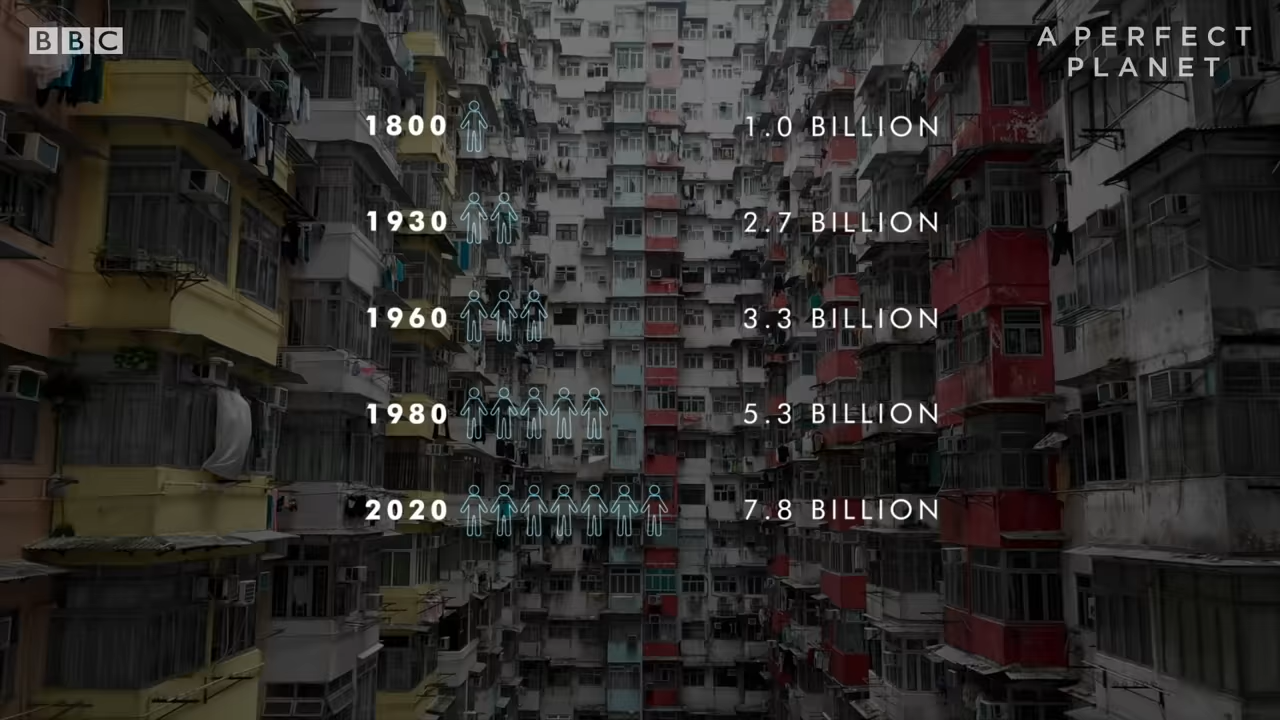 BBC
A PERFECT
PLANET
1800 1.0 BILLION
1930 2.7 BILLION
1960 3.3 BILLION
1980 5.3 BILLION
2020 7.8 BILLION